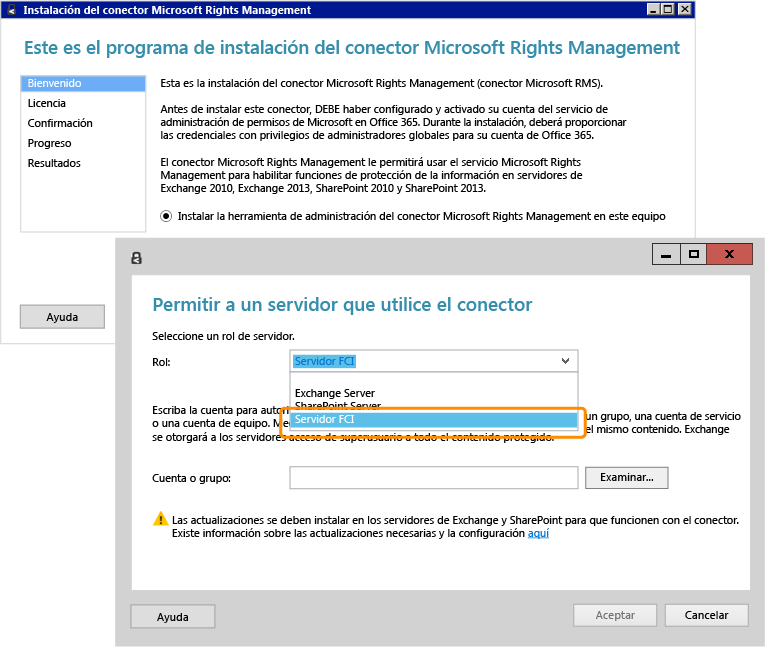 Instalación del conector Microsoft Rights Management
Este es el programa de instalación del conector Microsoft Rights Management
Bienvenido
Licencia
Confirmación
Progreso
Resultados
Esta es la instalación del conector Microsoft Rights Management (conector Microsoft RMS).
Antes de instalar este conector, DEBE haber configurado y activado su cuenta del servicio de
administración de permisos de Microsoft en Office 365. Durante la instalación, deberá proporcionar
las credenciales con privilegios de administradores globales para su cuenta de Office 365.
El conector Microsoft Rights Management le permitirá usar el servicio Microsoft Rights
Management para habilitar funciones de protección de la información en servidores de
Exchange 2010, Exchange 2013, SharePoint 2010 y SharePoint 2013.
Instalar la herramienta de administración del conector Microsoft Rights Management en este equipo
Ayuda
Permitir a un servidor que utilice el conector
Seleccione un rol de servidor.
Rol:
Servidor FCI
Exchange Server
SharePoint Server
Servidor FCI
Escriba la cuenta para autori un grupo, una cuenta de servicio
o una cuenta de equipo. Me el mismo contenido. Exchange
se otorgará a los servidores acceso de superusuario a todo el contenido protegido.
Cuenta o grupo:
Examinar...
Las actualizaciones se deben instalar en los servidores de Exchange y SharePoint para que funcionen con el conector.
Existe información sobre las actualizaciones necesarias y la configuración aquí
Ayuda
Aceptar
Cancelar